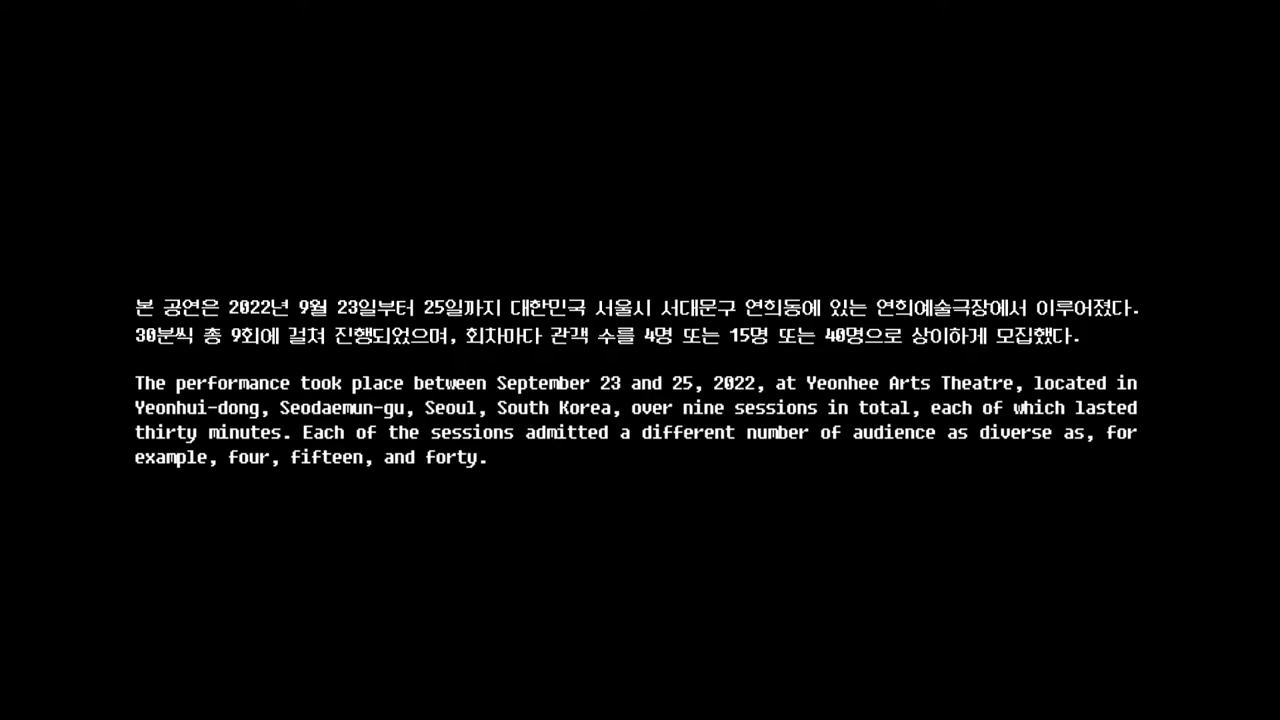 본 공연은 2022년 9월 23일부터 25일까지 대한민국 서울시 서대문구 연희동에 있는 연희예술극장에서 이루어졌다.
30분씩 총 9회에 걸쳐 진행되었으며, 회차마다 관객 수를 4명 또는 15명 또는 40명으로 상이하게 모집했다.
The performance took place between September 23 and 25, 2022, at Yeonhee Arts Theatre, located in
Yeonhui-dong, Seodaemun-gu, Seoul, South Korea, over nine sessions in total, each of which lasted
thirty minutes. Each of the sessions admitted a different number of audience as diverse as, for
example, four, fifteen, and forty.